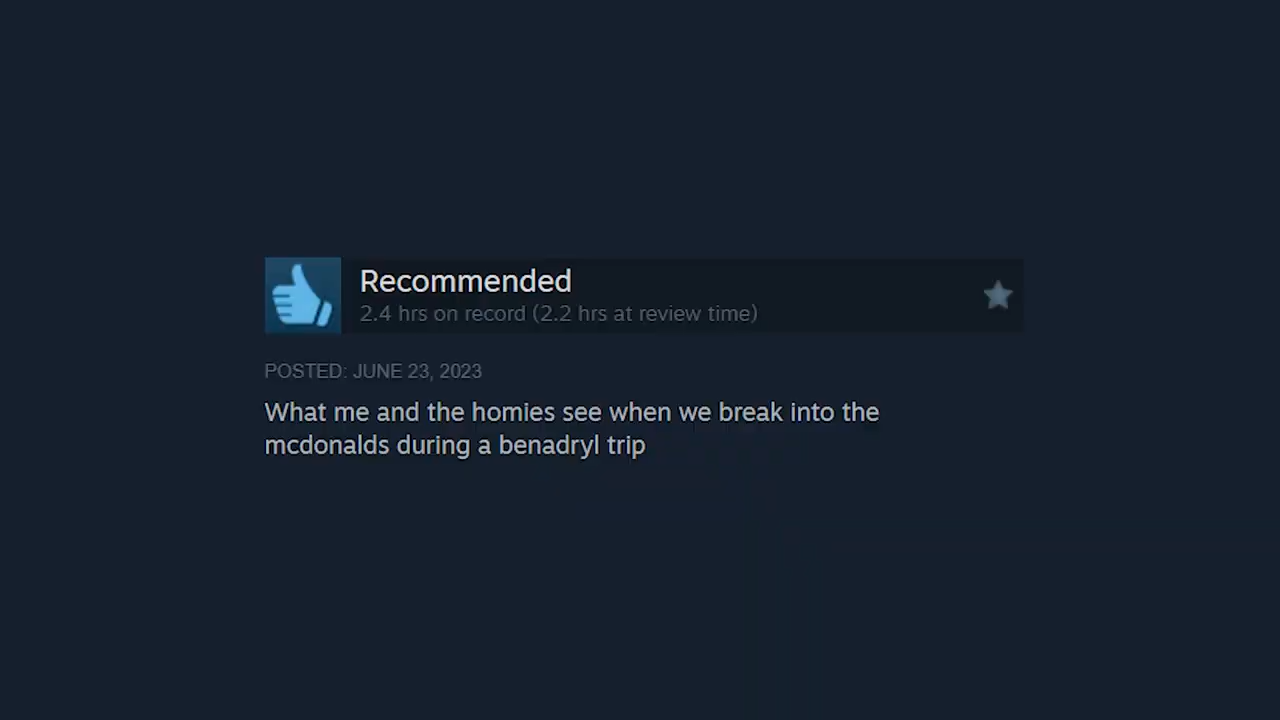 Recommended
2.4 hrs on record (2.2 hrs at review time)
POSTED: JUNE 23, 2023
What me and the homies see when we break into the
mcdonalds during a benadryl trip